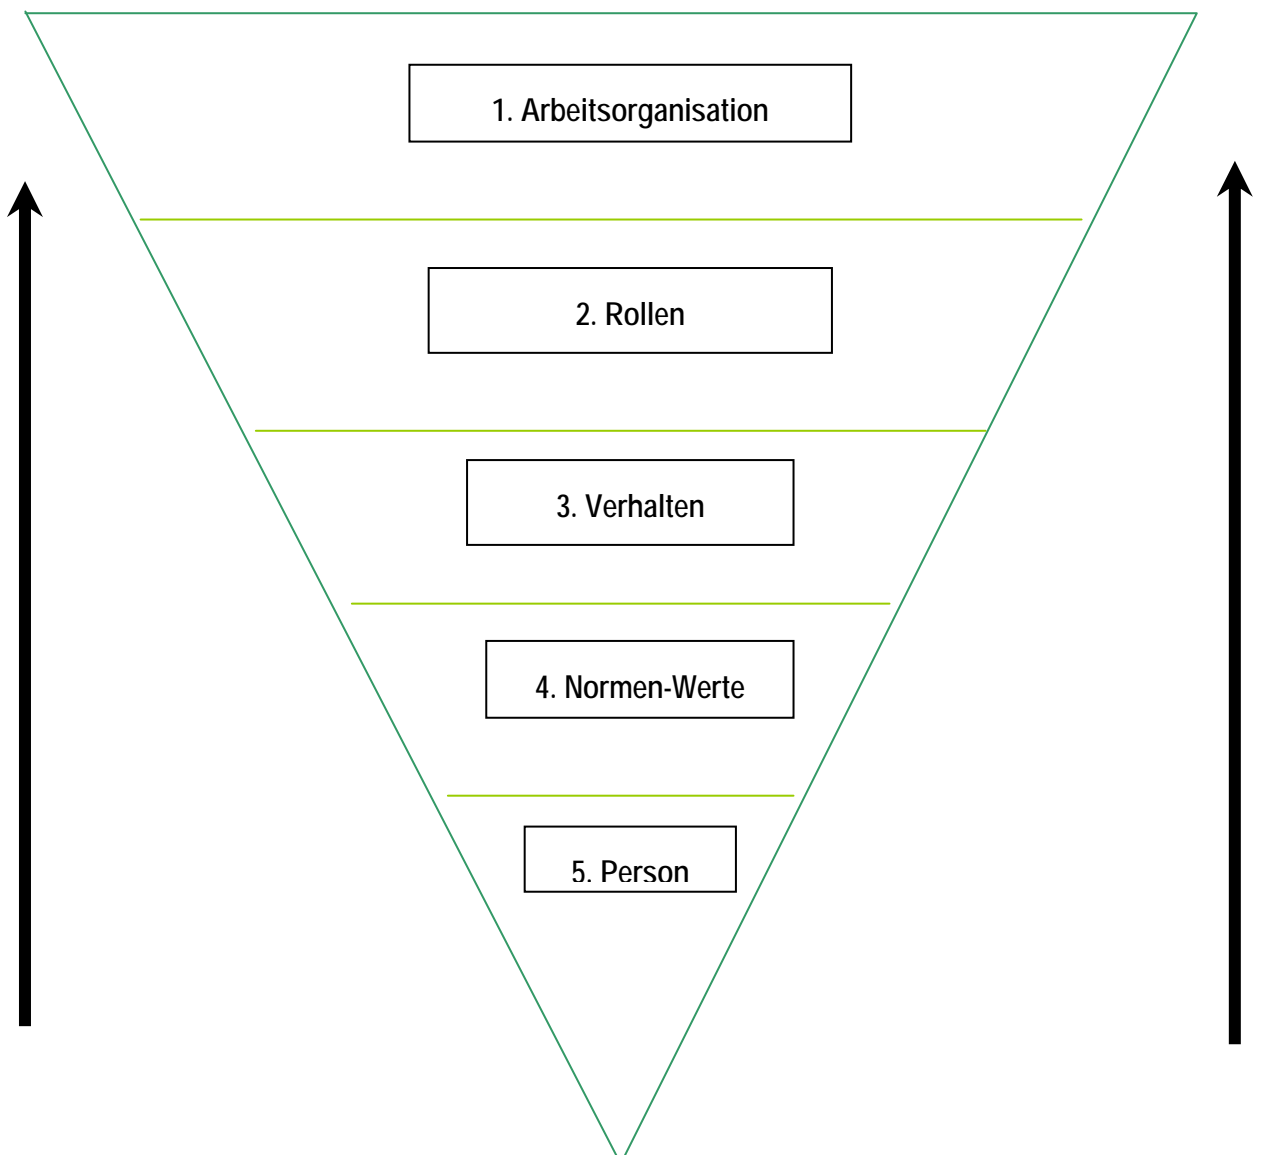 1. Arbeitsorganisation
2. Rollen
3. Verhalten
4. Normen-Werte
5. Person